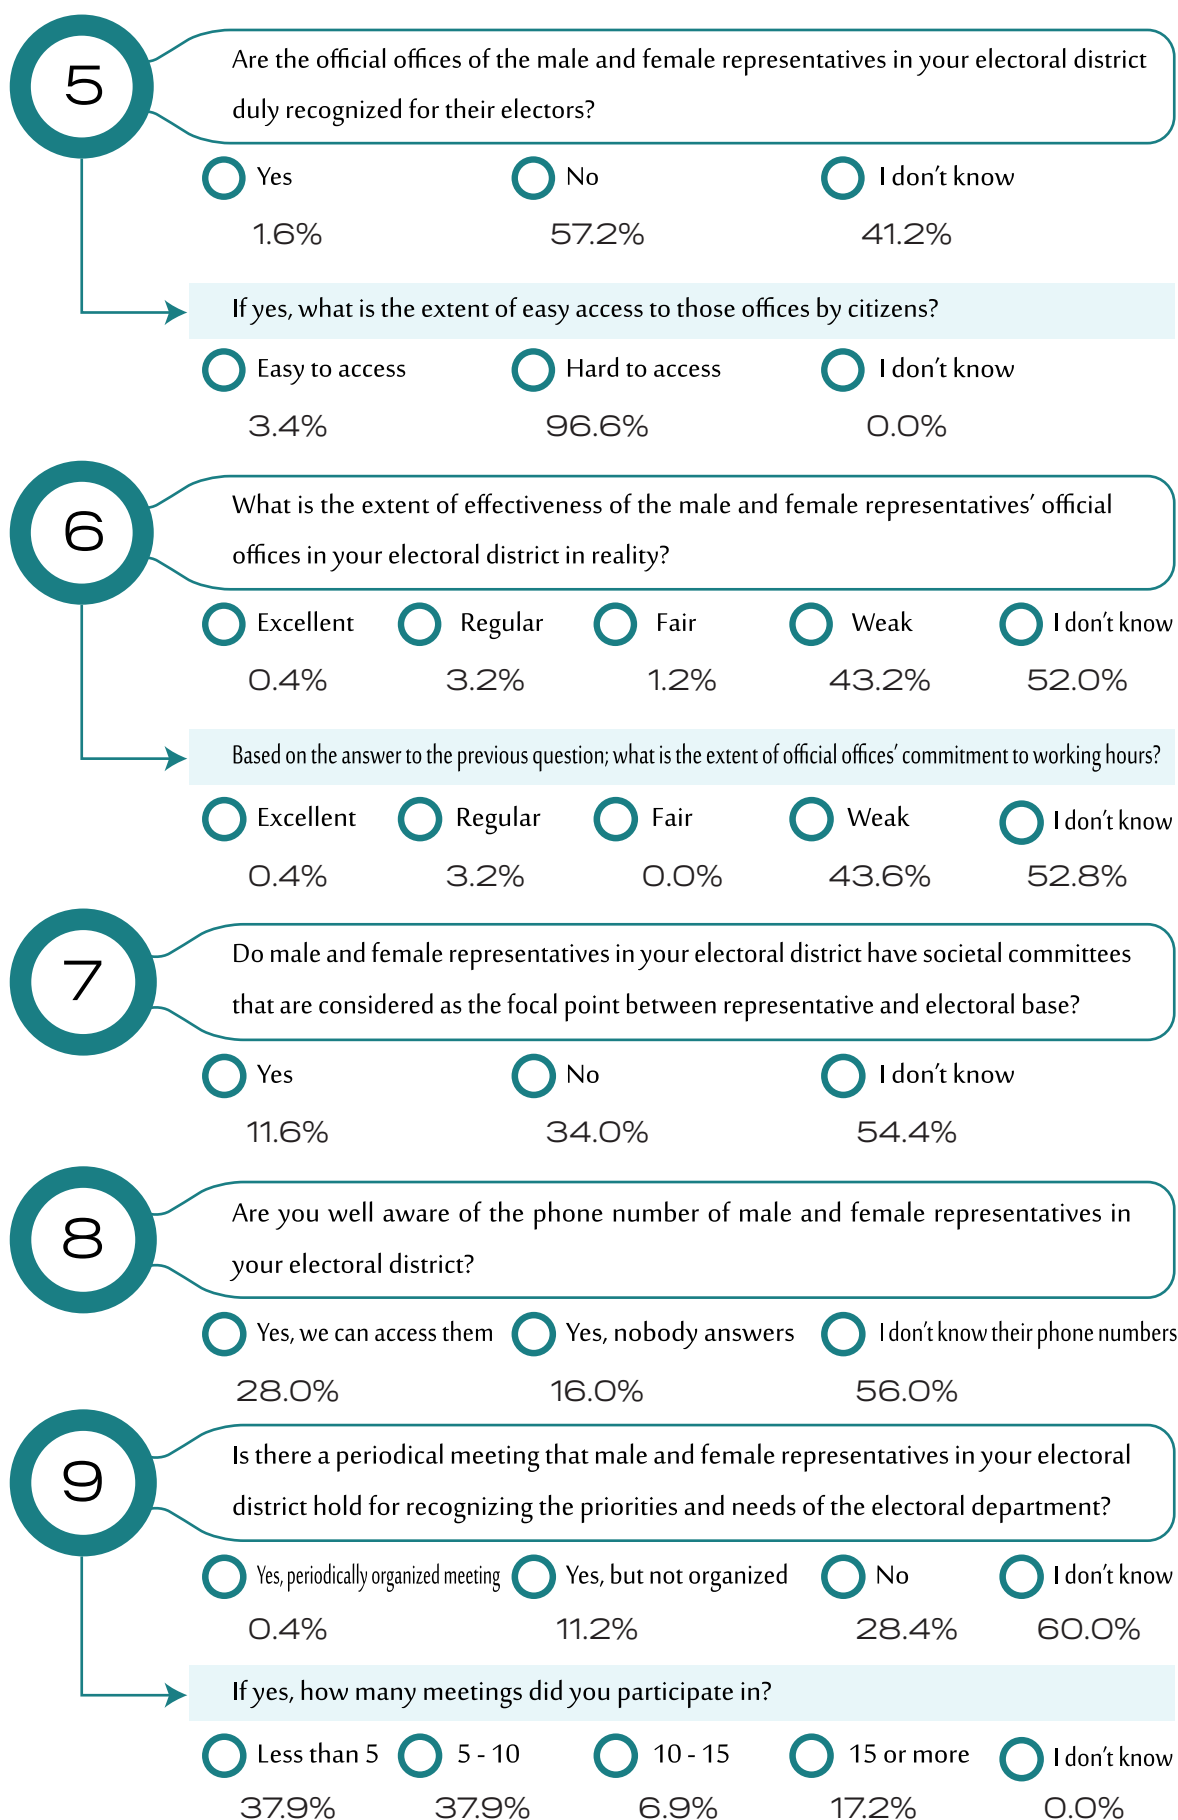 5
Are the official offices of the male and female representatives in your electoral district
duly recognized for their electors?
Yes No I don't know
1.6% 57.2% 41.2%
If yes, what is the extent of easy access to those offices by citizens?
Easy to access Hard to access I don't know
3.4% 96.6% 0.0%
6
What is the extent of effectiveness of the male and female representatives' official
offices in your electoral district in reality?
Excellent Regular Fair Weak I don't know
0.4% 3.2% 1.2% 43.2% 52.0%
Based on the answer to the previous question; what is the extent of official offices' commitment to working hours?
Excellent Regular Fair Weak I don't know
0.4% 3.2% 0.0% 43.6% 52.8%
7
Do male and female representatives in your electoral district have societal committees
that are considered as the focal point between representative and electoral base?
Yes No I don't know
11.6% 34.0% 54.4%
8
Are you well aware of the phone number of male and female representatives in
your electoral district?
Yes, we can access them Yes, nobody answers I don't know their phone numbers
28.0% 16.0% 56.0%
9
Is there a periodical meeting that male and female representatives in your electoral
district hold for recognizing the priorities and needs of the electoral department?
Yes, periodically organized meeting Yes, but not organized No I don't know
0.4% 11.2% 28.4% 60.0%
If yes, how many meetings did you participate in?
Less than 5 5 - 10 10 - 15 15 or more I don't know
37.9% 37.9% 6.9% 17.2% 0.0%